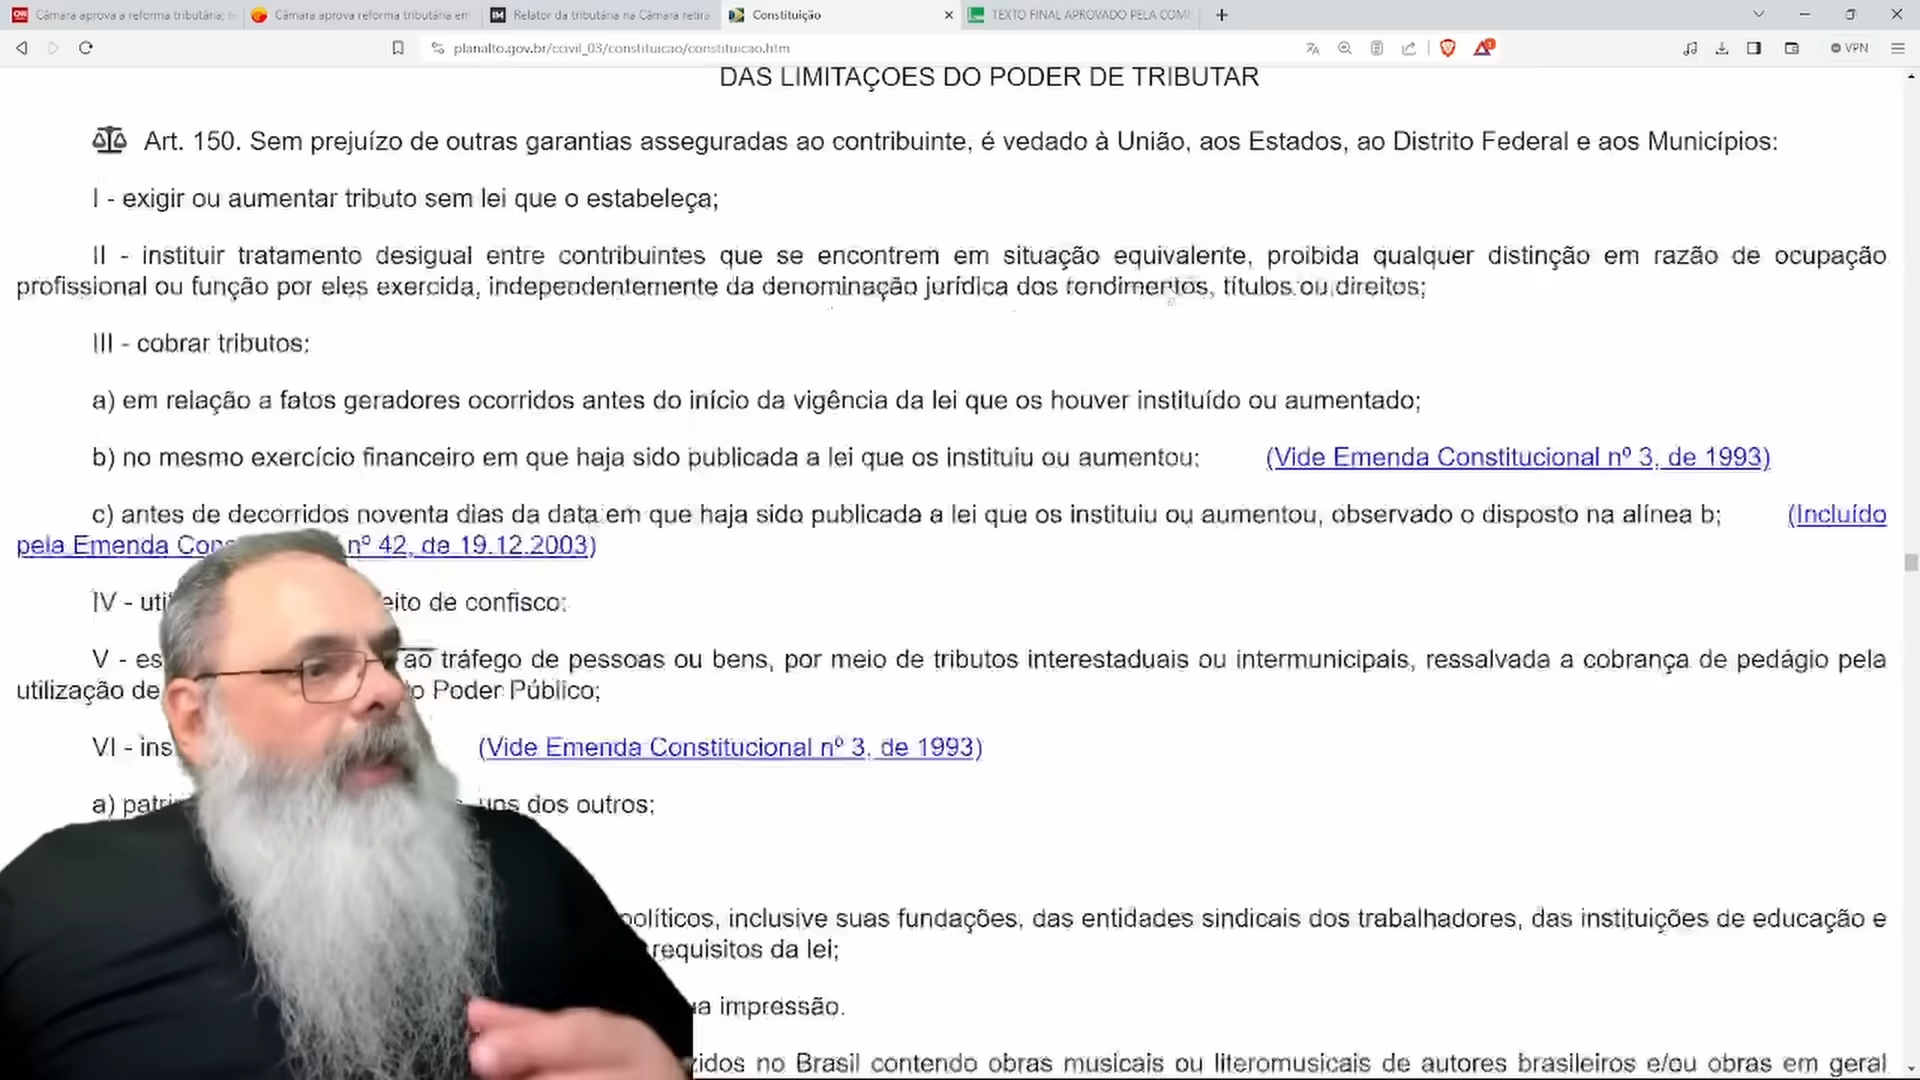 Câmara aprova a reforma tributária; t
Câmara aprova reforma tributária em
Relator da tributária na Câmara retira
Constituição
TEXTO FINAL APROVADO PELA COMI
planalto.gov.br/ccivil_03/constituicao/constituicao.htm
VPN
DAS LIMITAÇÕES DO PODER DE TRIBUTAR
Art. 150. Sem prejuízo de outras garantias asseguradas ao contribuinte, é vedado à União, aos Estados, ao Distrito Federal e aos Municípios:
I - exigir ou aumentar tributo sem lei que o estabeleça;
II - instituir tratamento desigual entre contribuintes que se encontrem em situação equivalente, proibida qualquer distinção em razão de ocupação
profissional ou função por eles exercida, independentemente da denominação jurídica dos rendimentos, títulos ou direitos;
III - cobrar tributos:
a) em relação a fatos geradores ocorridos antes do início da vigência da lei que os houver instituído ou aumentado;
b) no mesmo exercício financeiro em que haja sido publicada a lei que os instituiu ou aumentou; (Vide Emenda Constitucional nº 3, de 1993)
c) antes de decorridos noventa dias da data em que haja sido publicada a lei que os instituiu ou aumentou, observado o disposto na alínea b; (Incluído
pela Emenda Con nº 42, de 19.12.2003)
IV - uti eito de confisco;
V - es ao tráfego de pessoas ou bens, por meio de tributos interestaduais ou intermunicipais, ressalvada a cobrança de pedágio pela
utilização de o Poder Público;
VI - ins (Vide Emenda Constitucional nº 3, de 1993)
a) patri uns dos outros;
políticos, inclusive suas fundações, das entidades sindicais dos trabalhadores, das instituições de educação e
requisitos da lei;
ua impressão.
zidos no Brasil contendo obras musicais ou literomusicais de autores brasileiros e/ou obras em geral